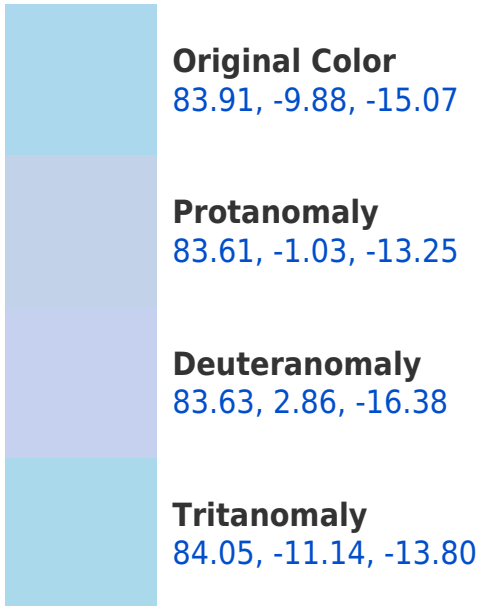 Original Color
83.91, -9.88, -15.07
Protanomaly
83.61, -1.03, -13.25
Deuteranomaly
83.63, 2.86, -16.38
Tritanomaly
84.05, -11.14, -13.80